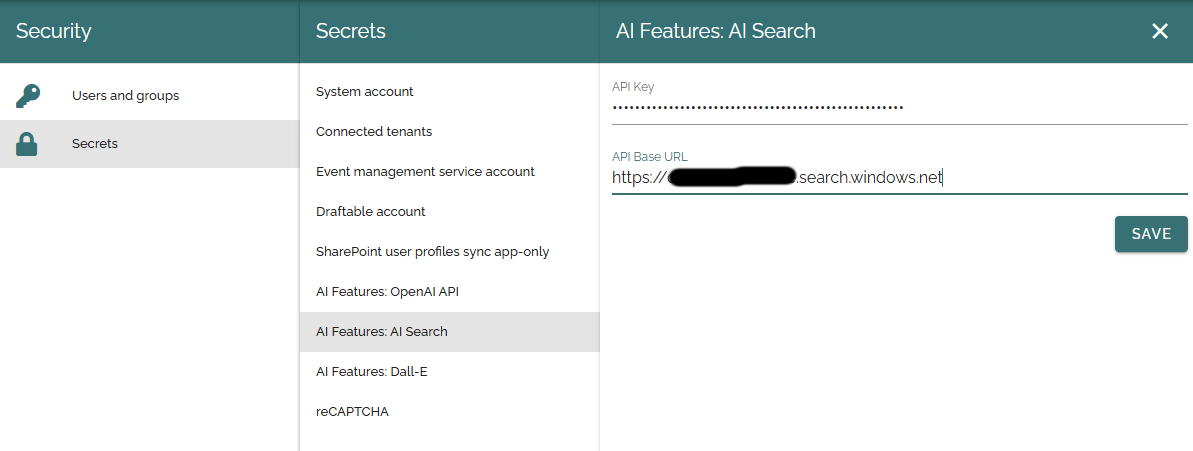 Security
Users and groups
Secrets
Secrets
System account
Connected tenants
Event management service account
Draftable account
SharePoint user profiles sync app-only
AI Features: OpenAI API
AI Features: AI Search
AI Features: Dall-E
reCAPTCHA
AI Features: AI Search
API Key
API Base URL
https:// .search.windows.net
SAVE